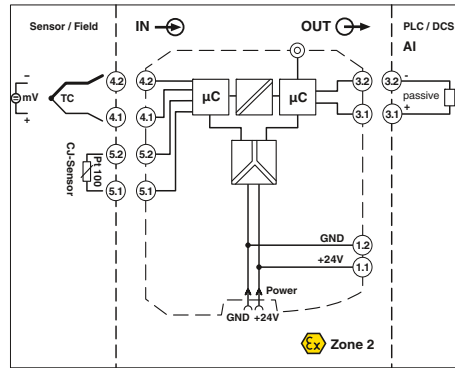 Sensor / Field
IN
OUT
PLC / DCS
AI
4.2
4.2
3.2
3.2
-
−
mV
TC
µC
µC
passive
+
4.1
4.1
3.1
3.1
+
5.2
5.2
CJ-Sensor
Pt 100
5.1
5.1
GND
1.2
+24V
1.1
Power
GND +24V
Ex Zone 2